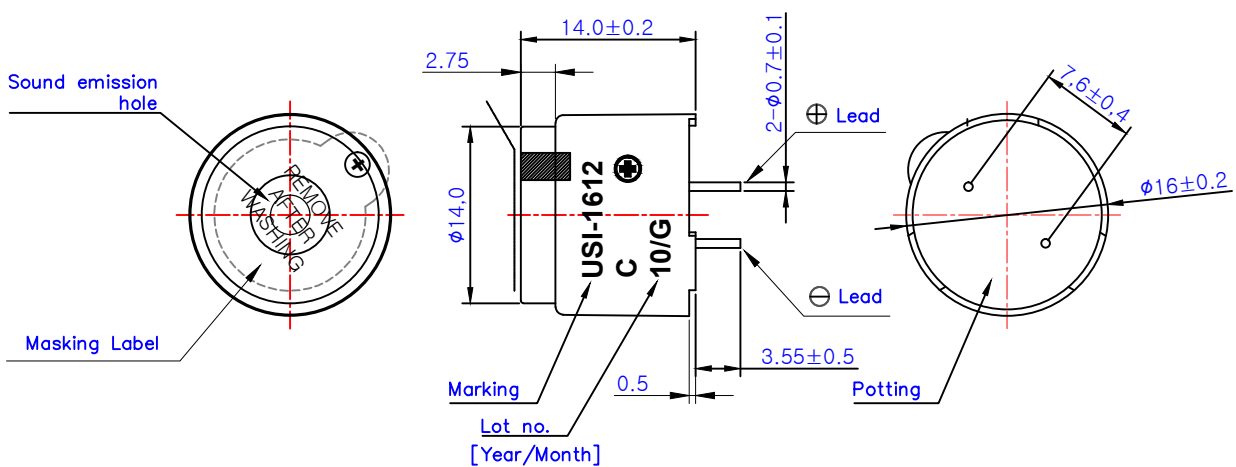 Sound emission
hole
REMOVE
AFTER
WASHING
Masking Label
14.0±0.2
2.75
ϕ14,0
USI-1612
C
10/G
Marking
Lot no.
[Year/Month]
0.5
3.55±0.5
2-ϕ0.7±0.1
⊕ Lead
⊖ Lead
7,6±0,4
ϕ16±0.2
Potting